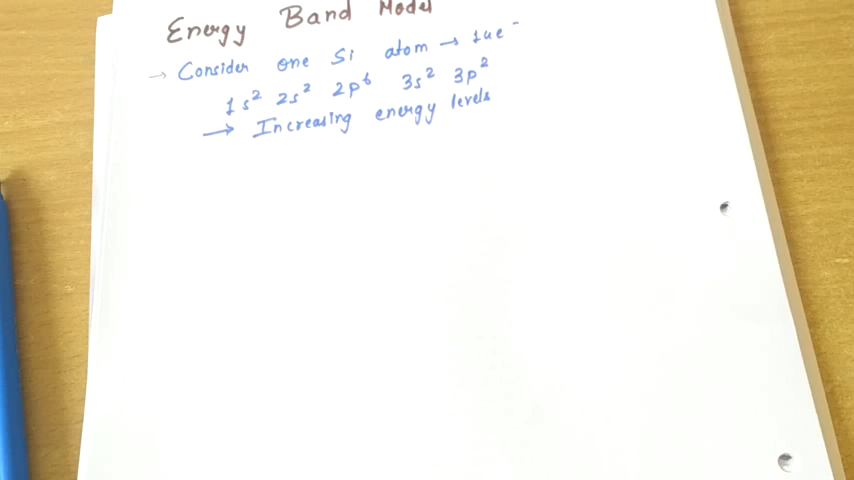 Energy Band Model
→ Consider one Si atom → 14e⁻
1s² 2s² 2p⁶ 3s² 3p²
→ Increasing energy levels